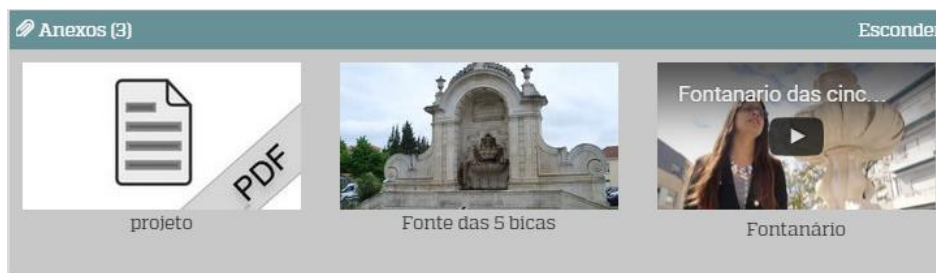 Anexos (3)
Esconder
PDF
Fontanario das cinc...
projeto
Fonte das 5 bicas
Fontanário